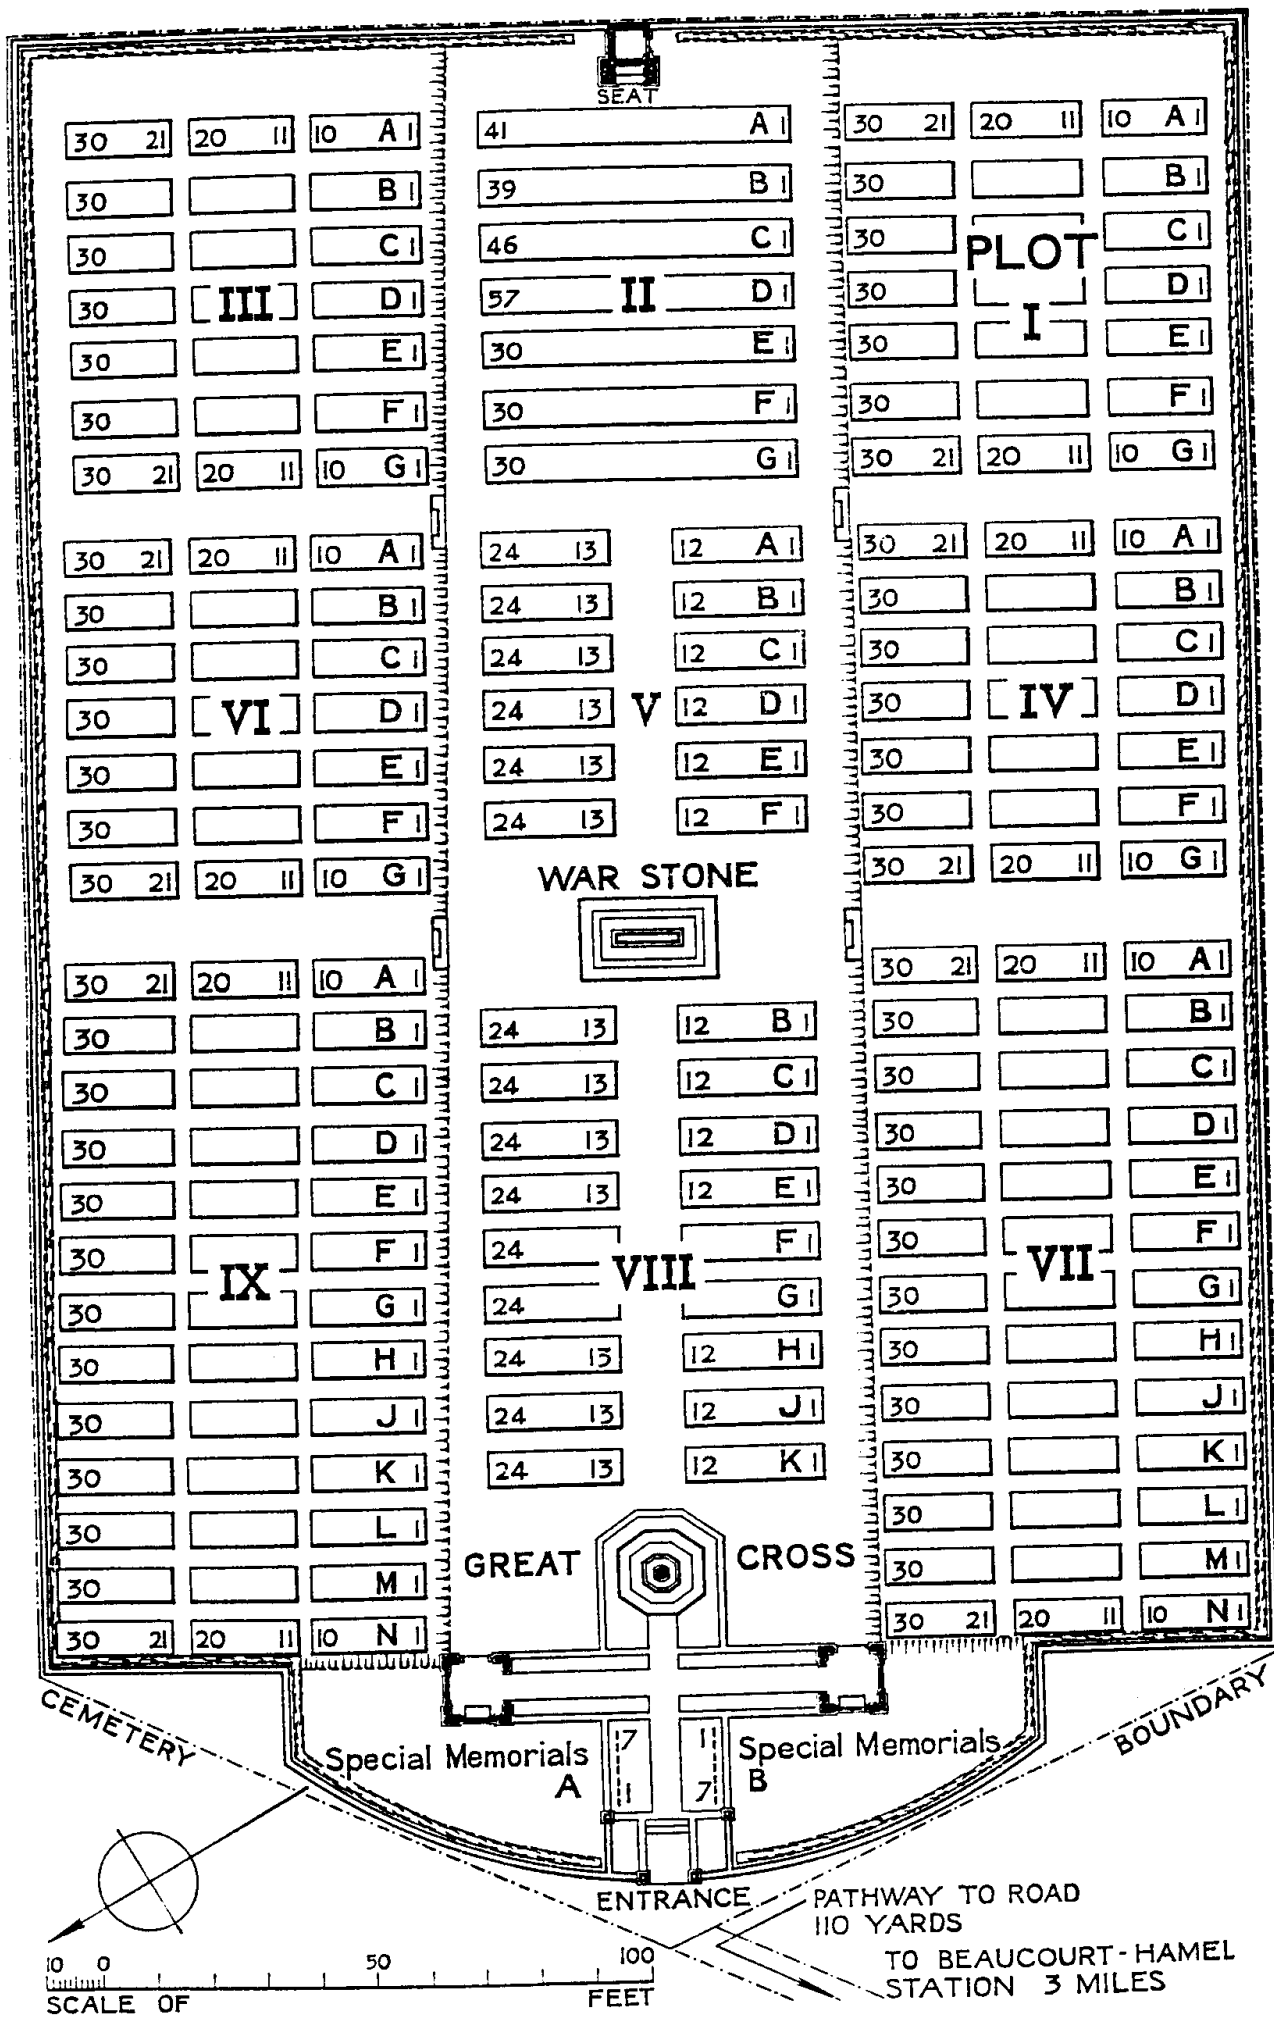 SEAT
30 21 20 11 10 A 1
30 B 1
30 C 1
30 III D 1
30 E 1
30 F 1
30 21 20 11 10 G 1
41 A 1
39 B 1
46 C 1
57 II D 1
30 E 1
30 F 1
30 G 1
30 21 20 11 10 A 1
30 B 1
30 PLOT C 1
30 D 1
30 I E 1
30 F 1
30 21 20 11 10 G 1
30 21 20 11 10 A 1
30 B 1
30 C 1
30 VI D 1
30 E 1
30 F 1
30 21 20 11 10 G 1
24 13 12 A 1
24 13 12 B 1
24 13 12 C 1
24 13 V 12 D 1
24 13 12 E 1
24 13 12 F 1
30 21 20 11 10 A 1
30 B 1
30 C 1
30 IV D 1
30 E 1
30 F 1
30 21 20 11 10 G 1
WAR STONE
30 21 20 11 10 A 1
30 B 1
30 C 1
30 D 1
30 E 1
30 F 1
IX
30 G 1
30 H 1
30 J 1
30 K 1
30 L 1
30 M 1
30 21 20 11 10 N 1
24 13 12 B 1
24 13 12 C 1
24 13 12 D 1
24 13 12 E 1
24 F 1
VIII
24 G 1
24 13 12 H 1
24 13 12 J 1
24 13 12 K 1
30 21 20 11 10 A 1
30 B 1
30 C 1
30 D 1
30 E 1
30 F 1
VII
30 G 1
30 H 1
30 J 1
30 K 1
30 L 1
30 M 1
30 21 20 11 10 N 1
GREAT CROSS
CEMETERY BOUNDARY
Special Memorials
A
7
1
Special Memorials
B
1
7
ENTRANCE
PATHWAY TO ROAD
110 YARDS
TO BEAUCOURT-HAMEL
STATION 3 MILES
10 0 50 100
SCALE OF FEET